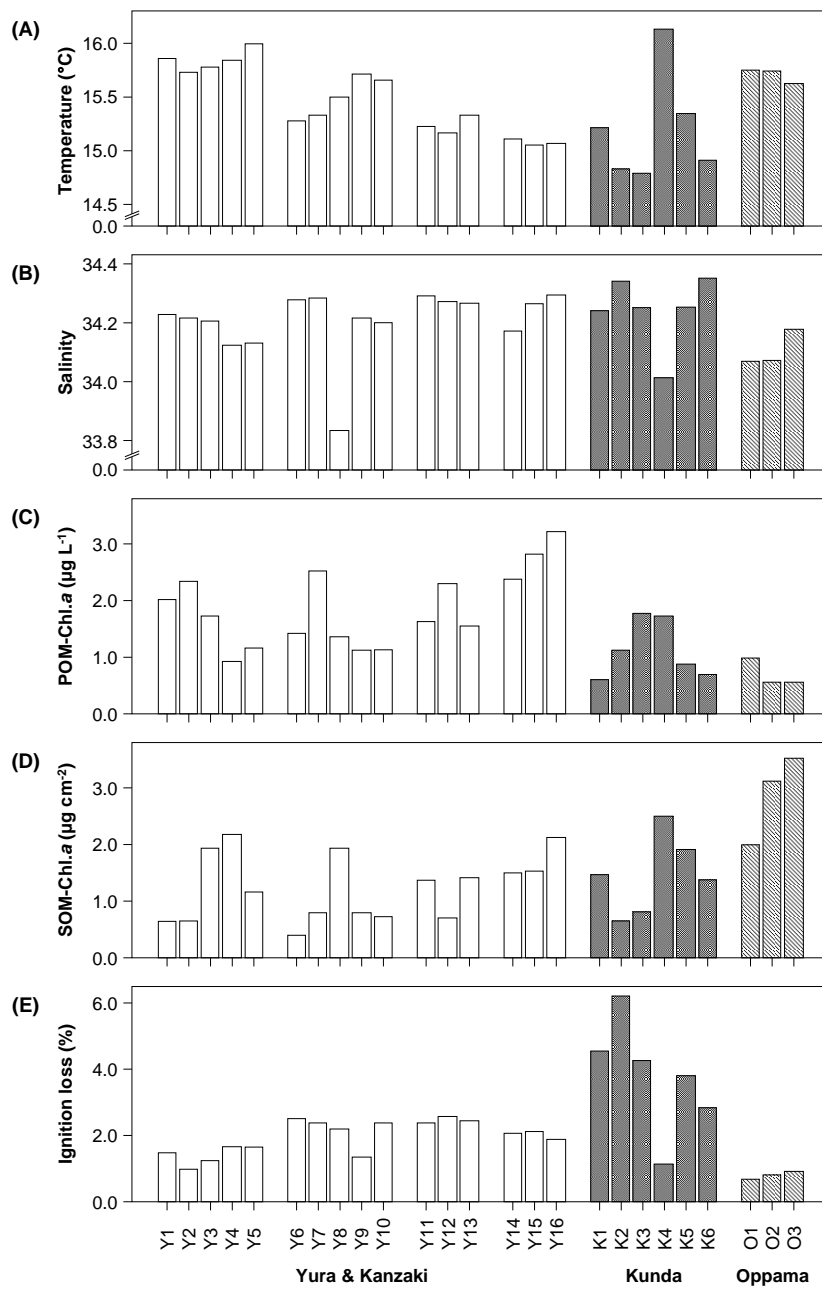 (A)
Temperature (°C)
16.0
15.5
15.0
14.5
0.0
(B)
Salinity
34.4
34.2
34.0
33.8
0.0
(C)
POM-Chl.a (µg L-1)
3.0
2.0
1.0
0.0
(D)
SOM-Chl.a (µg cm-2)
3.0
2.0
1.0
0.0
(E)
Ignition loss (%)
6.0
4.0
2.0
0.0
Y1 Y2 Y3 Y4 Y5 Y6 Y7 Y8 Y9 Y10 Y11 Y12 Y13 Y14 Y15 Y16 K1 K2 K3 K4 K5 K6 O1 O2 O3
Yura & Kanzaki Kunda Oppama